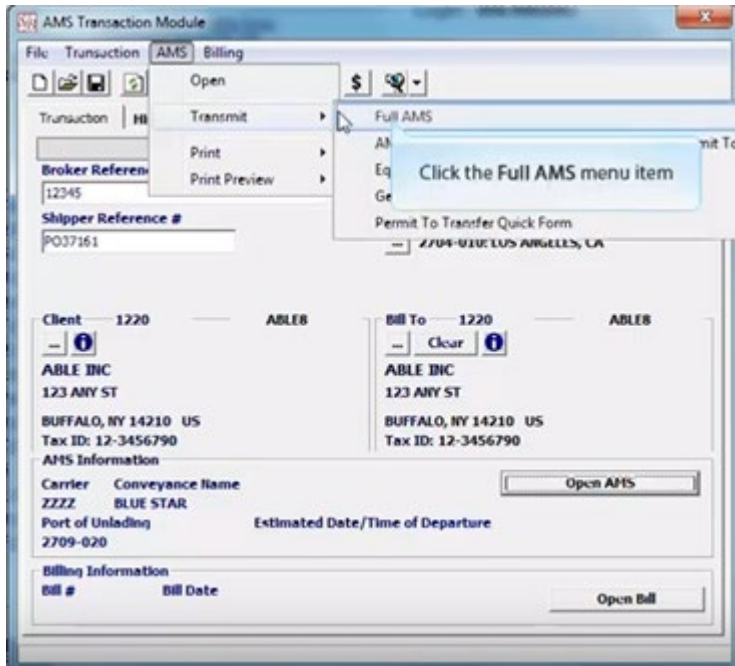 AMS Transaction Module
File Transaction AMS Billing
Open
$
Transaction
Transmit
Full AMS
Click the Full AMS menu item
Print
Print Preview
Permit To Transfer Quick Form
Broker
12345
Shipper Reference #
PO37161
2704-010: LOS ANGELES, CA
Client 1220 ABLE8
Bill To 1220 ABLE8
...
... Clear
ABLE INC
ABLE INC
123 ANY ST
123 ANY ST
BUFFALO, NY 14210 US
BUFFALO, NY 14210 US
Tax ID: 12-3456790
Tax ID: 12-3456790
AMS Information
Carrier Conveyance Name
Open AMS
ZZZZ BLUE STAR
Port of Unlading Estimated Date/Time of Departure
2709-020
Billing Information
Bill # Bill Date
Open Bill